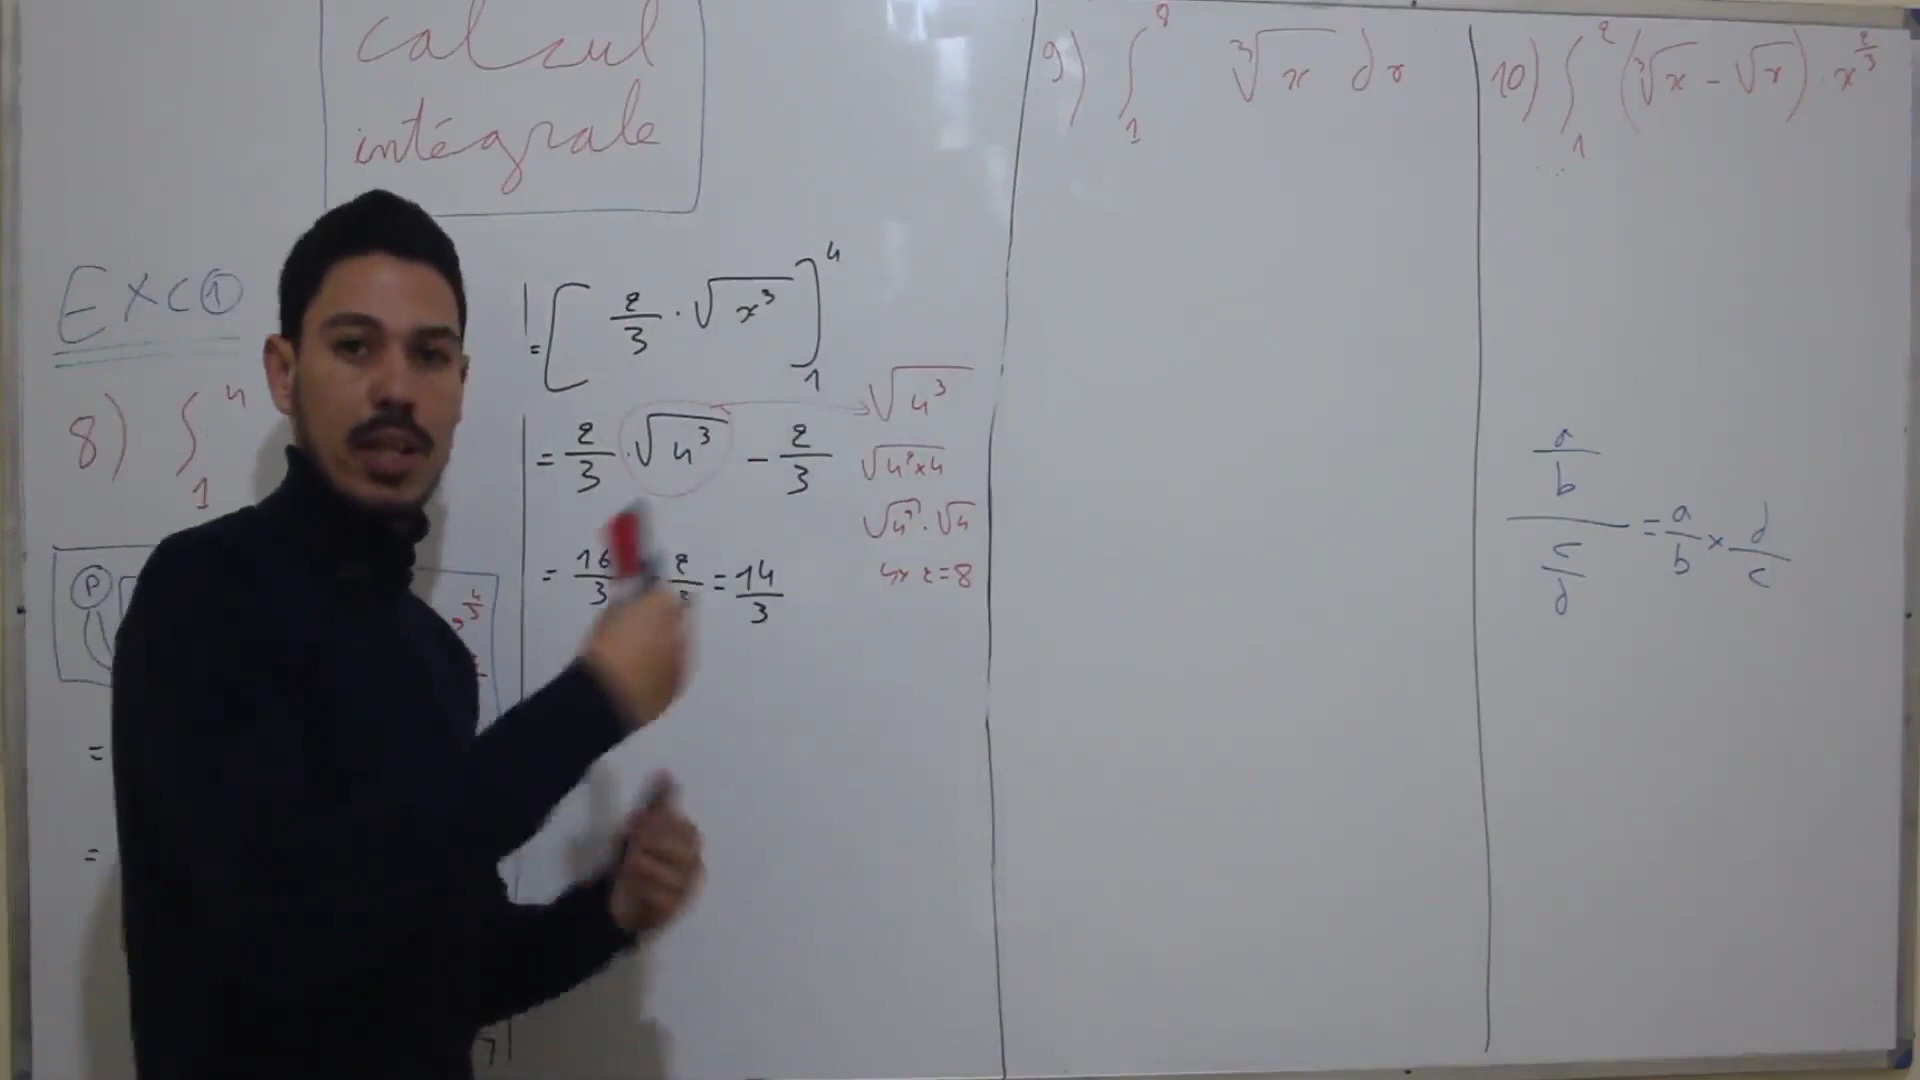 calcul
intégrale
Exc ①
8) ∫₁⁴
P
=
=
= [ 2/3 · √x³ ]₁⁴
= 2/3 · √4³ − 2/3
= 16/3 − 2/3 = 14/3
√4³
√4²×4
√4² · √4
4×2=8
9) ∫₁⁸ ∛x dx
10) ∫₁² (∛x − √x) · x^(2/3)
(a/b)/(c/d) = a/b × d/c